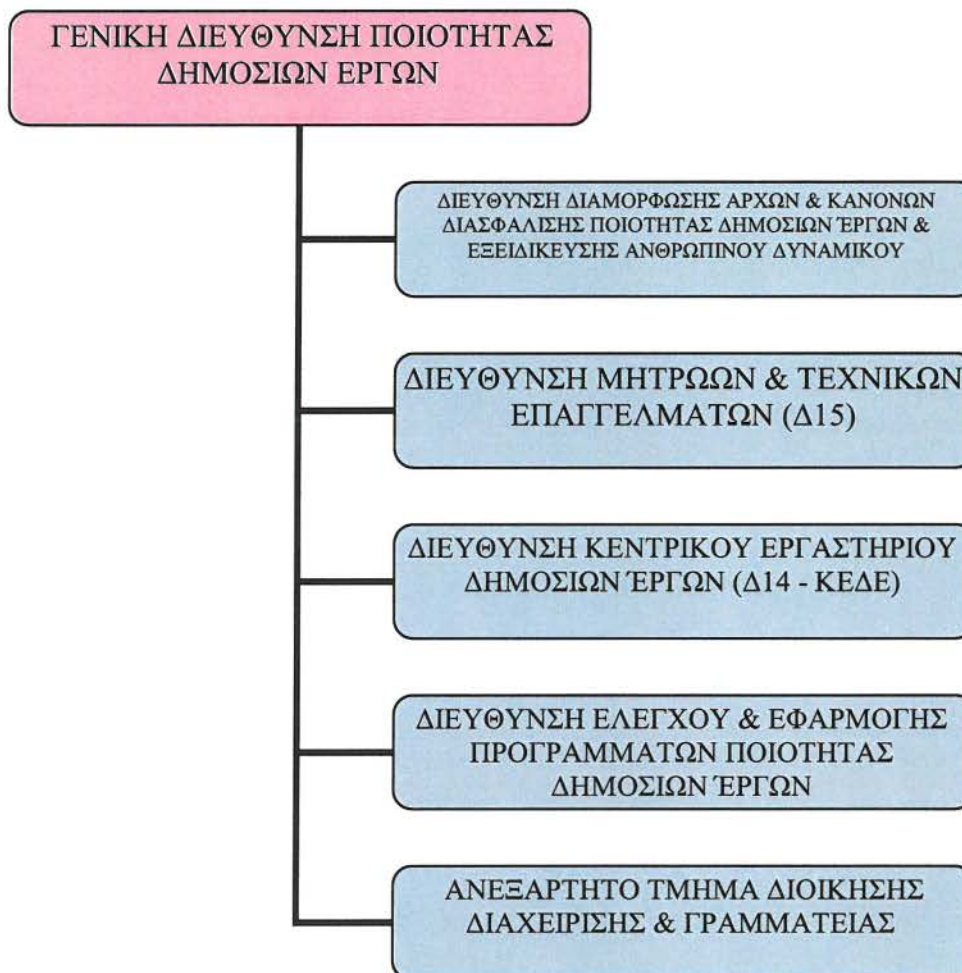 ΓΕΝΙΚΗ ΔΙΕΥΘΥΝΣΗ ΠΟΙΟΤΗΤΑΣ
ΔΗΜΟΣΙΩΝ ΕΡΓΩΝ
ΔΙΕΥΘΥΝΣΗ ΔΙΑΜΟΡΦΩΣΗΣ ΑΡΧΩΝ & ΚΑΝΟΝΩΝ
ΔΙΑΣΦΑΛΙΣΗΣ ΠΟΙΟΤΗΤΑΣ ΔΗΜΟΣΙΩΝ ΈΡΓΩΝ &
ΕΞΕΙΔΙΚΕΥΣΗΣ ΑΝΘΡΩΠΙΝΟΥ ΔΥΝΑΜΙΚΟΥ
ΔΙΕΥΘΥΝΣΗ ΜΗΤΡΩΩΝ & ΤΕΧΝΙΚΩΝ
ΕΠΑΓΓΕΛΜΑΤΩΝ (Δ15)
ΔΙΕΥΘΥΝΣΗ ΚΕΝΤΡΙΚΟΥ ΕΡΓΑΣΤΗΡΙΟΥ
ΔΗΜΟΣΙΩΝ ΈΡΓΩΝ (Δ14 - ΚΕΔΕ)
ΔΙΕΥΘΥΝΣΗ ΕΛΕΓΧΟΥ & ΕΦΑΡΜΟΓΗΣ
ΠΡΟΓΡΑΜΜΑΤΩΝ ΠΟΙΟΤΗΤΑΣ
ΔΗΜΟΣΙΩΝ ΈΡΓΩΝ
ΑΝΕΞΑΡΤΗΤΟ ΤΜΗΜΑ ΔΙΟΙΚΗΣΗΣ
ΔΙΑΧΕΙΡΙΣΗΣ & ΓΡΑΜΜΑΤΕΙΑΣ